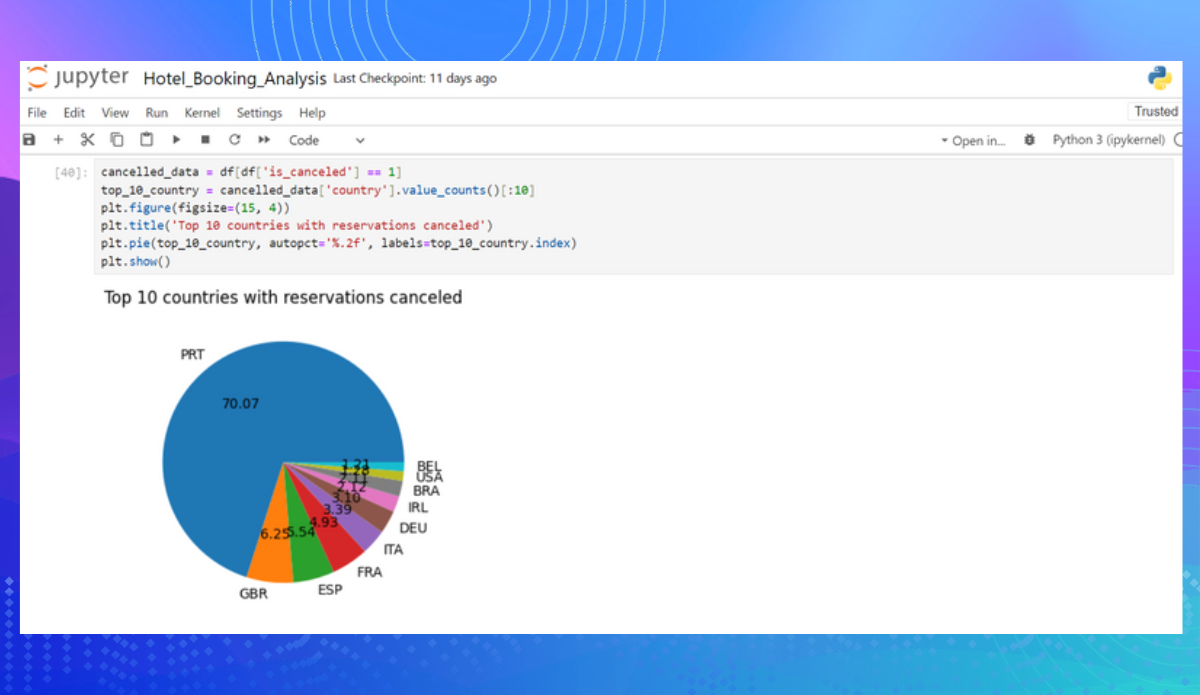 jupyter Hotel_Booking_Analysis Last Checkpoint: 11 days ago
File Edit View Run Kernel Settings Help
Trusted
Code
Open in...
Python 3 (ipykernel)
[40]:
cancelled_data = df[df['is_canceled'] == 1]
top_10_country = cancelled_data['country'].value_counts()[:10]
plt.figure(figsize=(15, 4))
plt.title('Top 10 countries with reservations canceled')
plt.pie(top_10_country, autopct='%.2f', labels=top_10_country.index)
plt.show()
Top 10 countries with reservations canceled
PRT
70.07
1.21
BEL
1.28
USA
2.11
BRA
2.12
IRL
3.10
DEU
3.39
ITA
4.93
FRA
5.54
ESP
6.25
GBR